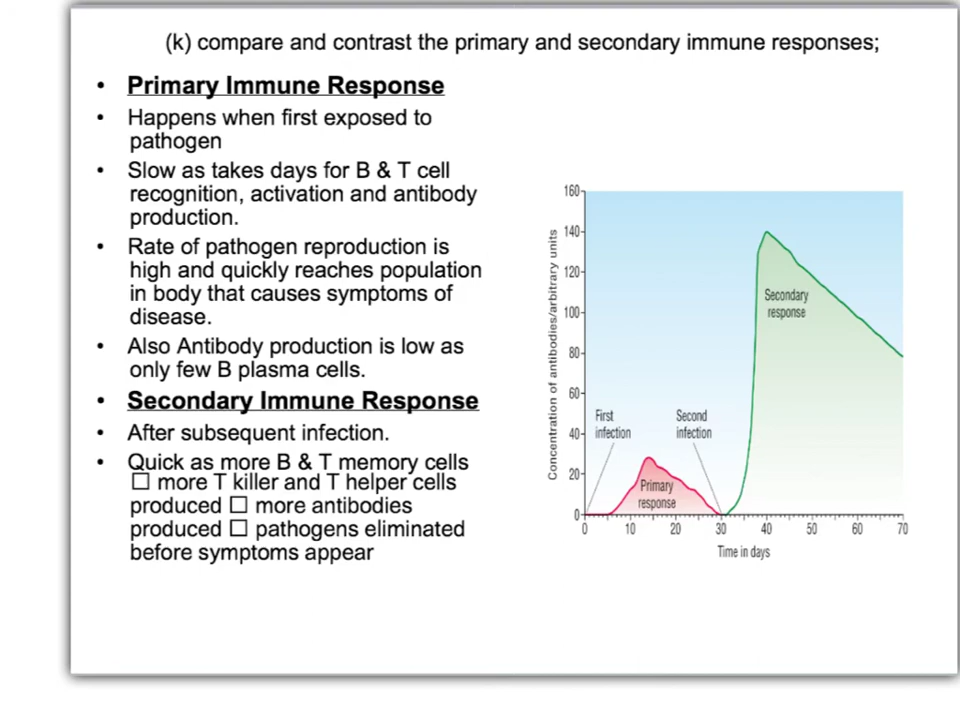 (k) compare and contrast the primary and secondary immune responses;
• Primary Immune Response
• Happens when first exposed to
pathogen
• Slow as takes days for B & T cell
recognition, activation and antibody
production.
• Rate of pathogen reproduction is
high and quickly reaches population
in body that causes symptoms of
disease.
• Also Antibody production is low as
only few B plasma cells.
• Secondary Immune Response
• After subsequent infection.
• Quick as more B & T memory cells
□ more T killer and T helper cells
produced □ more antibodies
produced □ pathogens eliminated
before symptoms appear
Concentration of antibodies/arbitrary units
160
140
120
100
80
60
40
20
0
First
infection
Second
infection
Primary
response
Secondary
response
0 10 20 30 40 50 60 70
Time in days